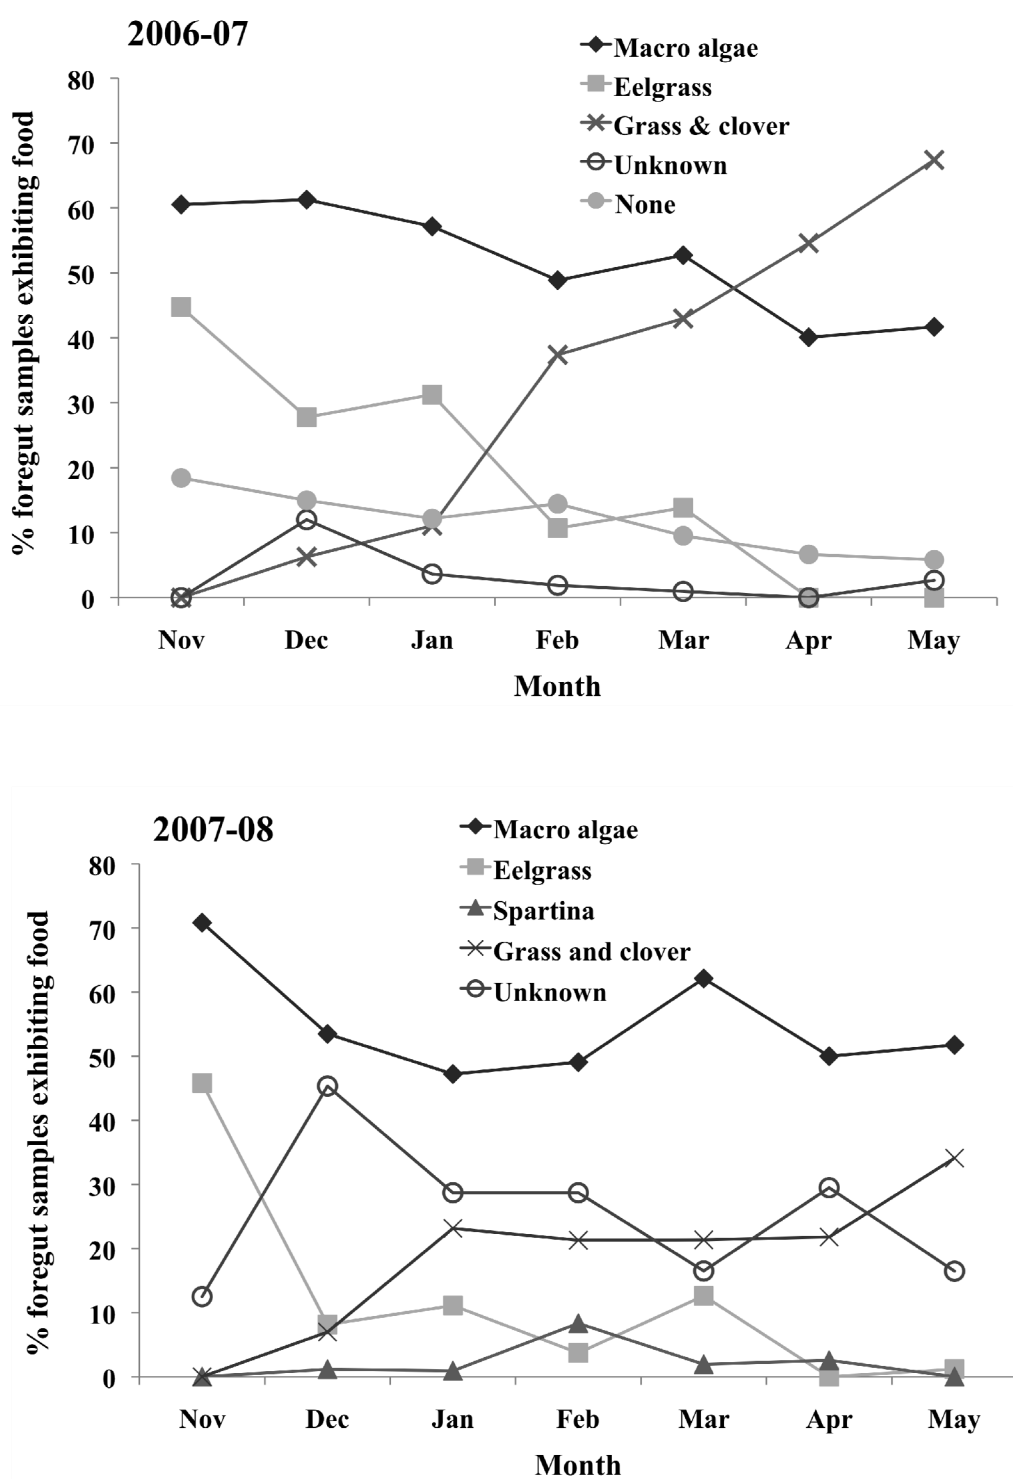 2006-07
Macro algae
Eelgrass
Grass & clover
Unknown
None
% foregut samples exhibiting food
80
70
60
50
40
30
20
10
0
Nov Dec Jan Feb Mar Apr May
Month
2007-08
Macro algae
Eelgrass
Spartina
Grass and clover
Unknown
% foregut samples exhibiting food
80
70
60
50
40
30
20
10
0
Nov Dec Jan Feb Mar Apr May
Month